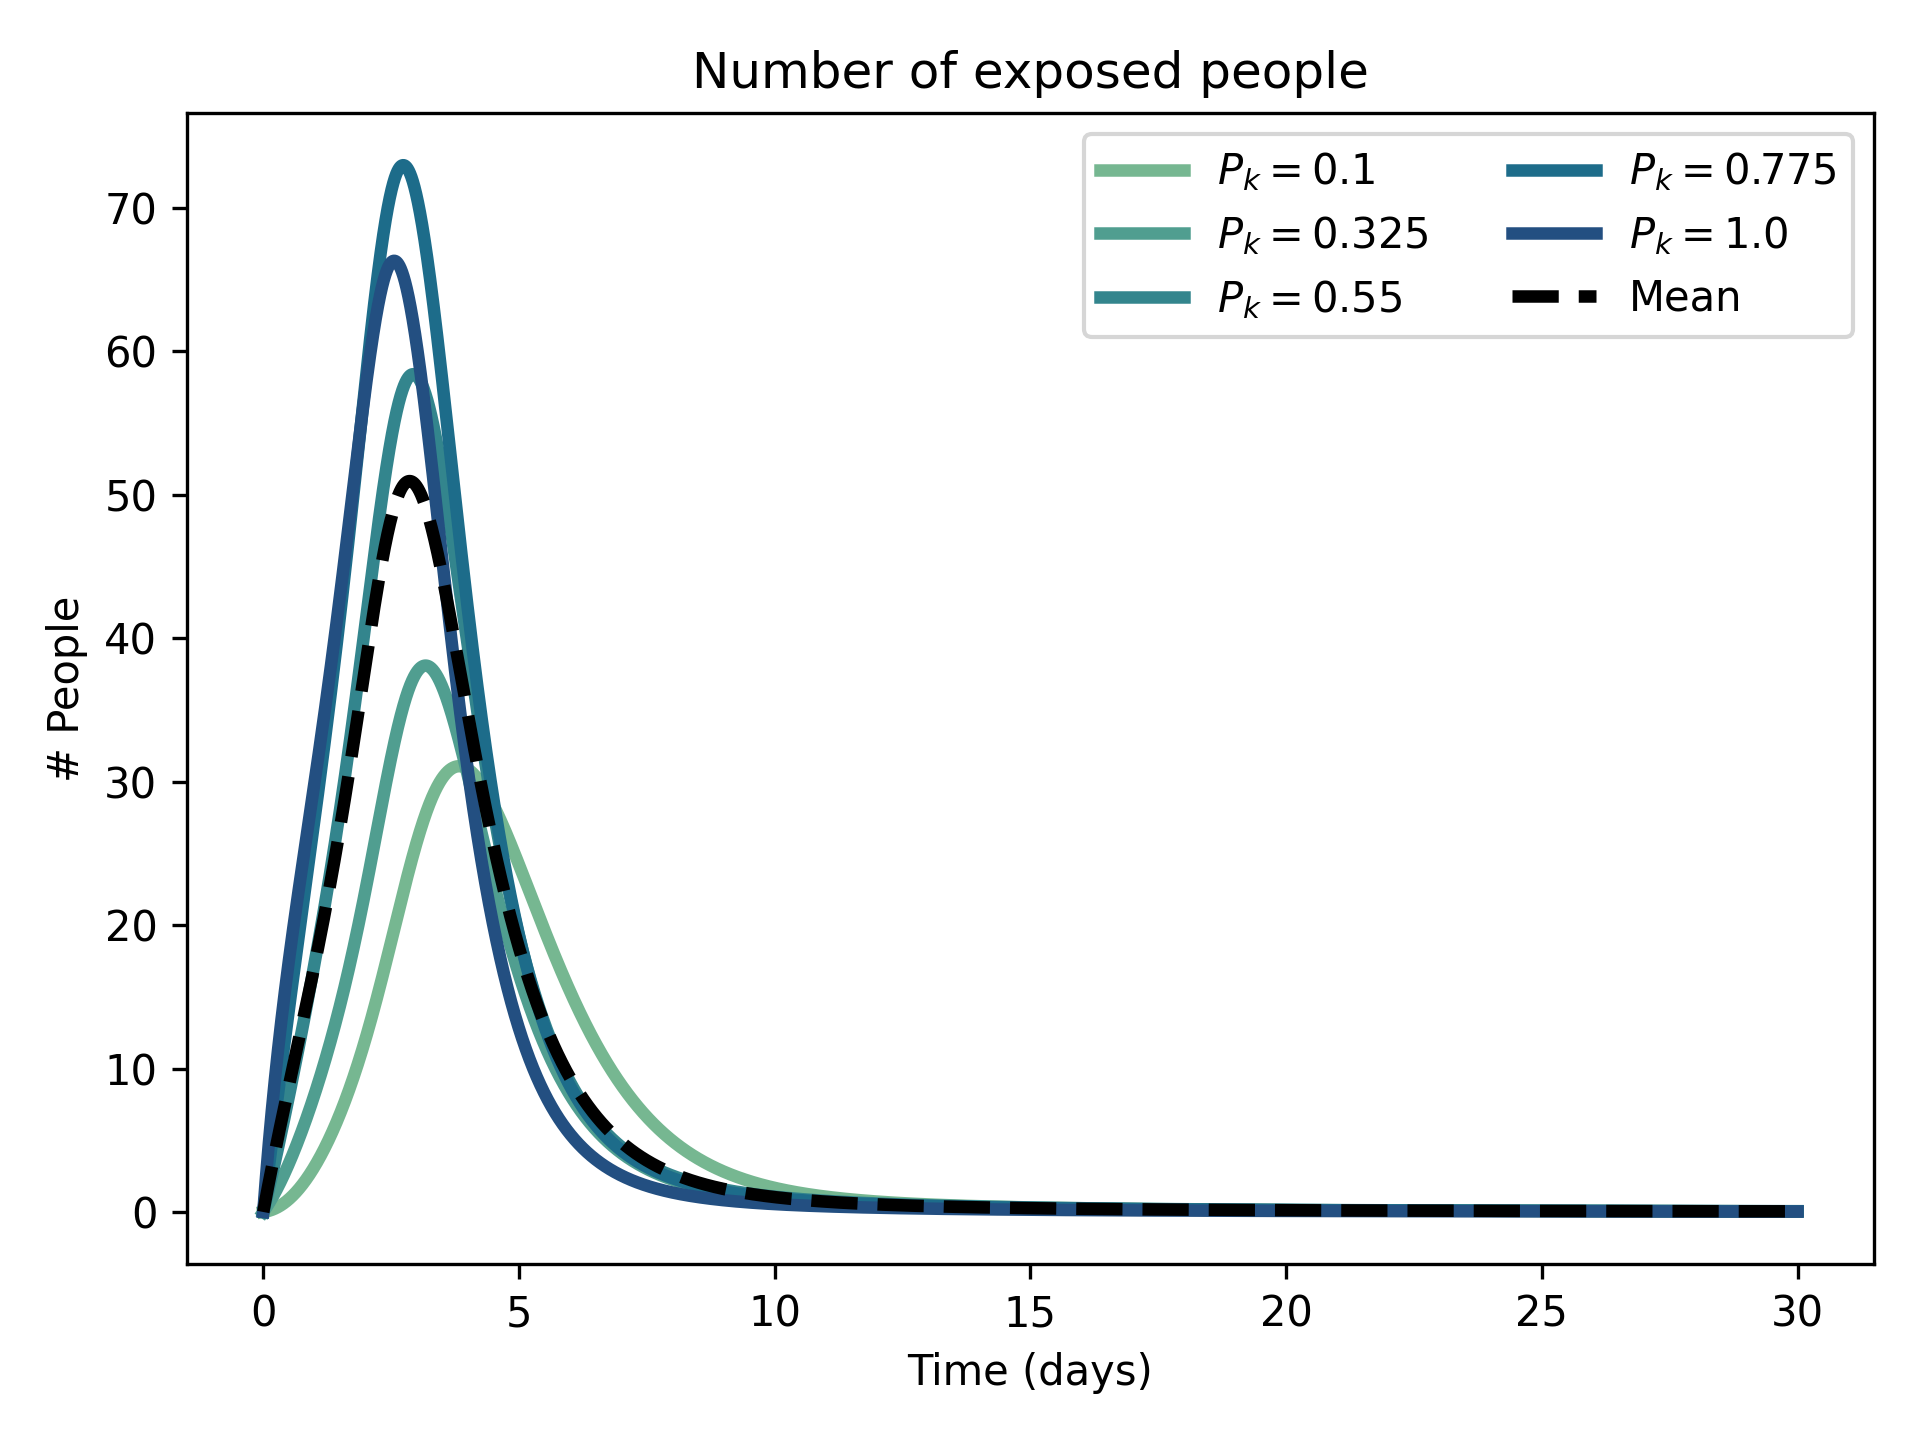 Number of exposed people
P_k = 0.1
P_k = 0.325
P_k = 0.55
P_k = 0.775
P_k = 1.0
Mean
70
60
50
40
30
20
10
0
# People
0 5 10 15 20 25 30
Time (days)